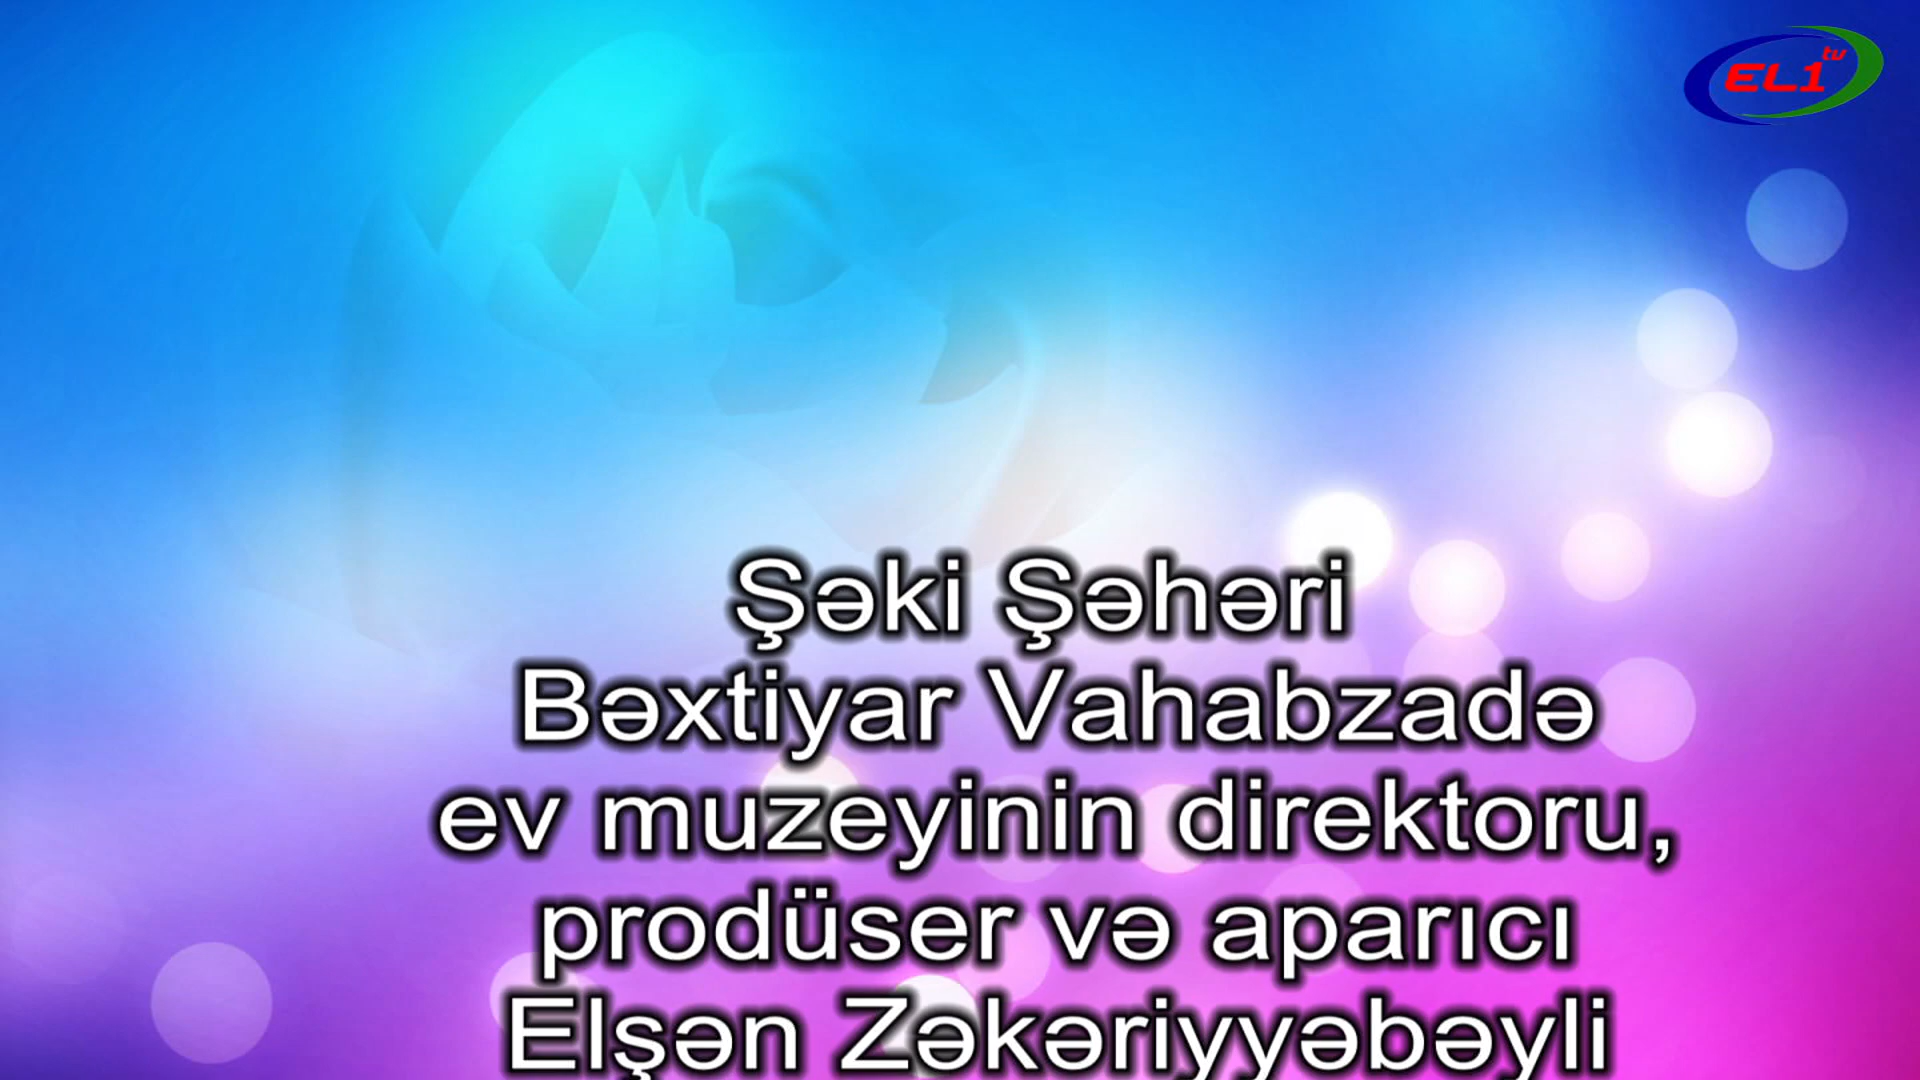 EL1 tv
Şəki Şəhəri
Bəxtiyar Vahabzadə
ev muzeyinin direktoru,
prodüser və aparıcı
Elşən Zəkəriyyəbəyli